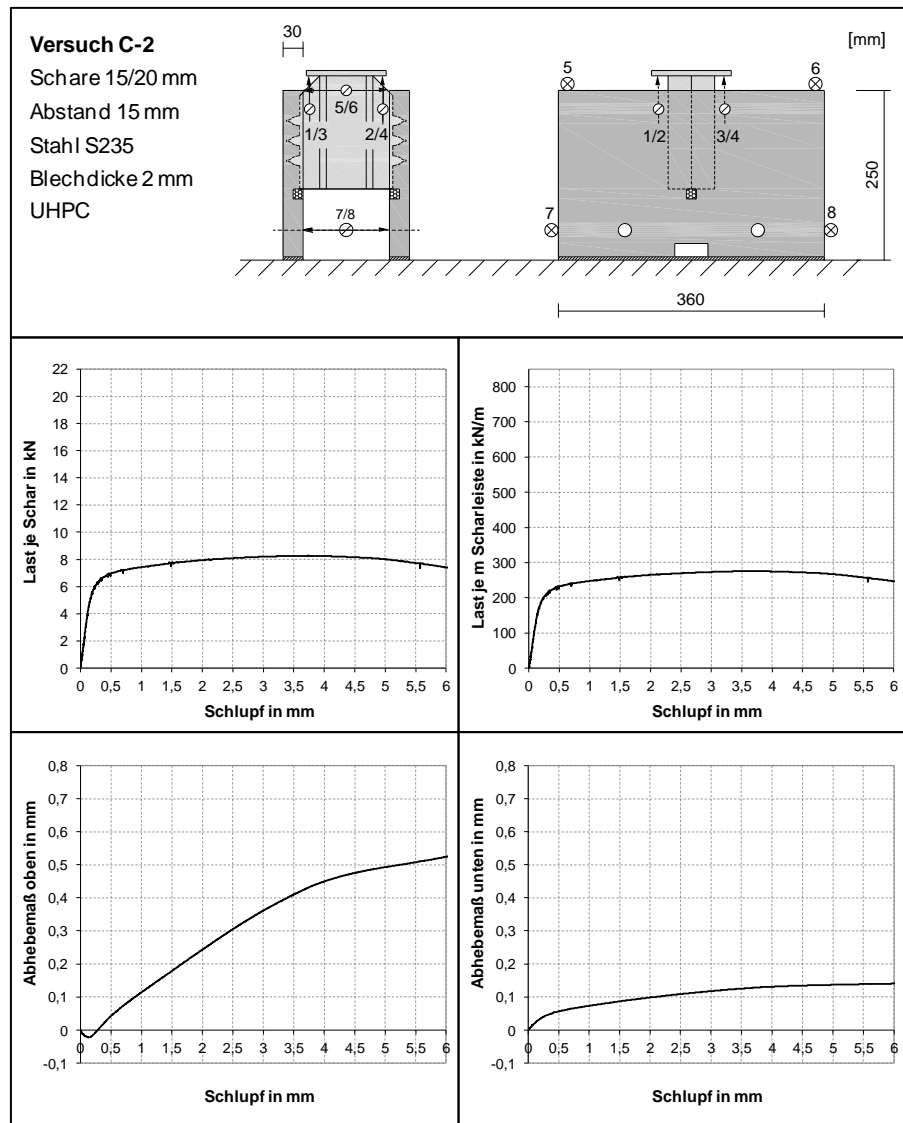 Versuch C-2
Schare 15/20 mm
Abstand 15 mm
Stahl S235
Blechdicke 2 mm
UHPC
30
5/6
1/3 2/4
7/8
[mm]
5 6
1/2 3/4
7 8
250
360
Last je Schar in kN
22
20
18
16
14
12
10
8
6
4
2
0
0 0,5 1 1,5 2 2,5 3 3,5 4 4,5 5 5,5 6
Schlupf in mm
Last je m Scharleiste in kN/m
800
700
600
500
400
300
200
100
0
0 0,5 1 1,5 2 2,5 3 3,5 4 4,5 5 5,5 6
Schlupf in mm
Abhebemaß oben in mm
0,8
0,7
0,6
0,5
0,4
0,3
0,2
0,1
0
-0,1
0 0,5 1 1,5 2 2,5 3 3,5 4 4,5 5 5,5 6
Schlupf in mm
Abhebemaß unten in mm
0,8
0,7
0,6
0,5
0,4
0,3
0,2
0,1
0
-0,1
0 0,5 1 1,5 2 2,5 3 3,5 4 4,5 5 5,5 6
Schlupf in mm